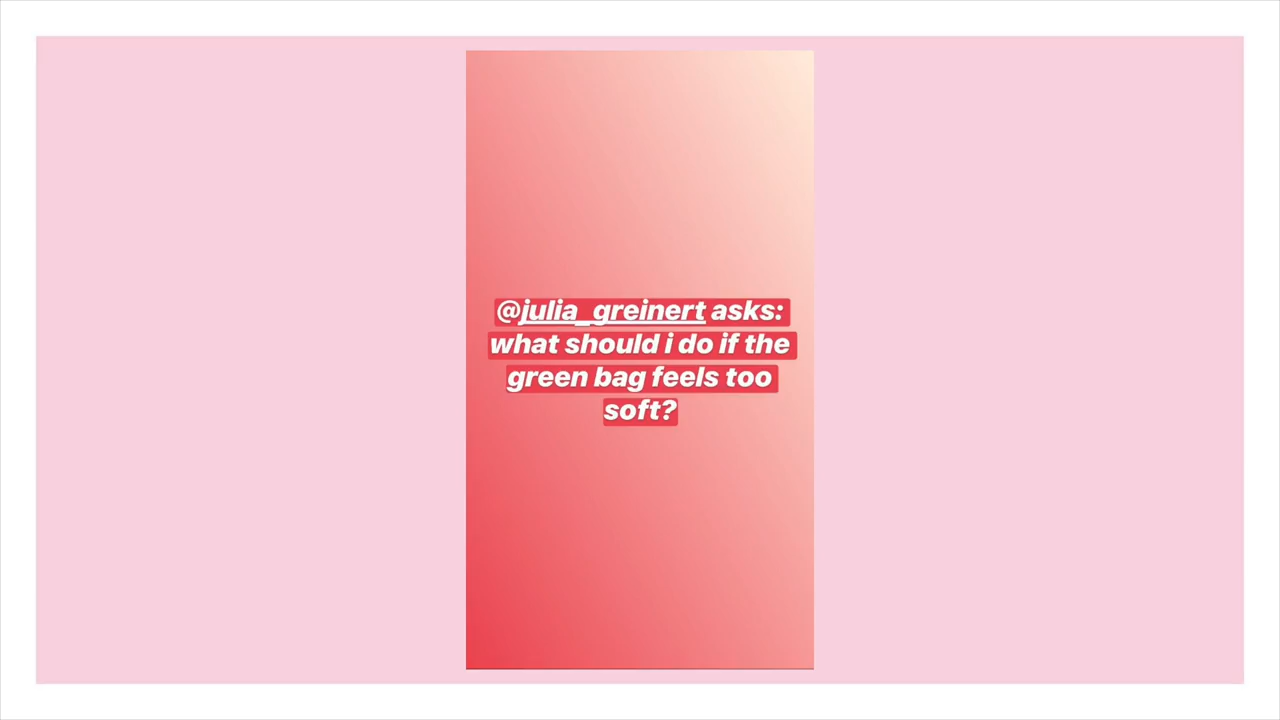 @julia_greinert asks:
what should i do if the
green bag feels too
soft?